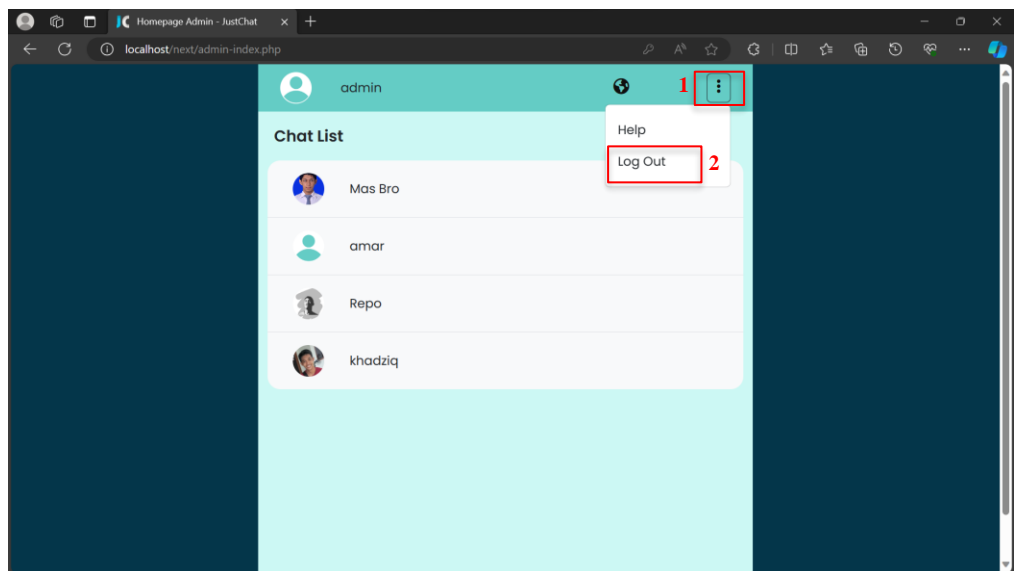 Homepage Admin - JustChat
localhost/next/admin-index.php
admin
1
Chat List
Help
Log Out
2
Mas Bro
amar
Repo
khadziq